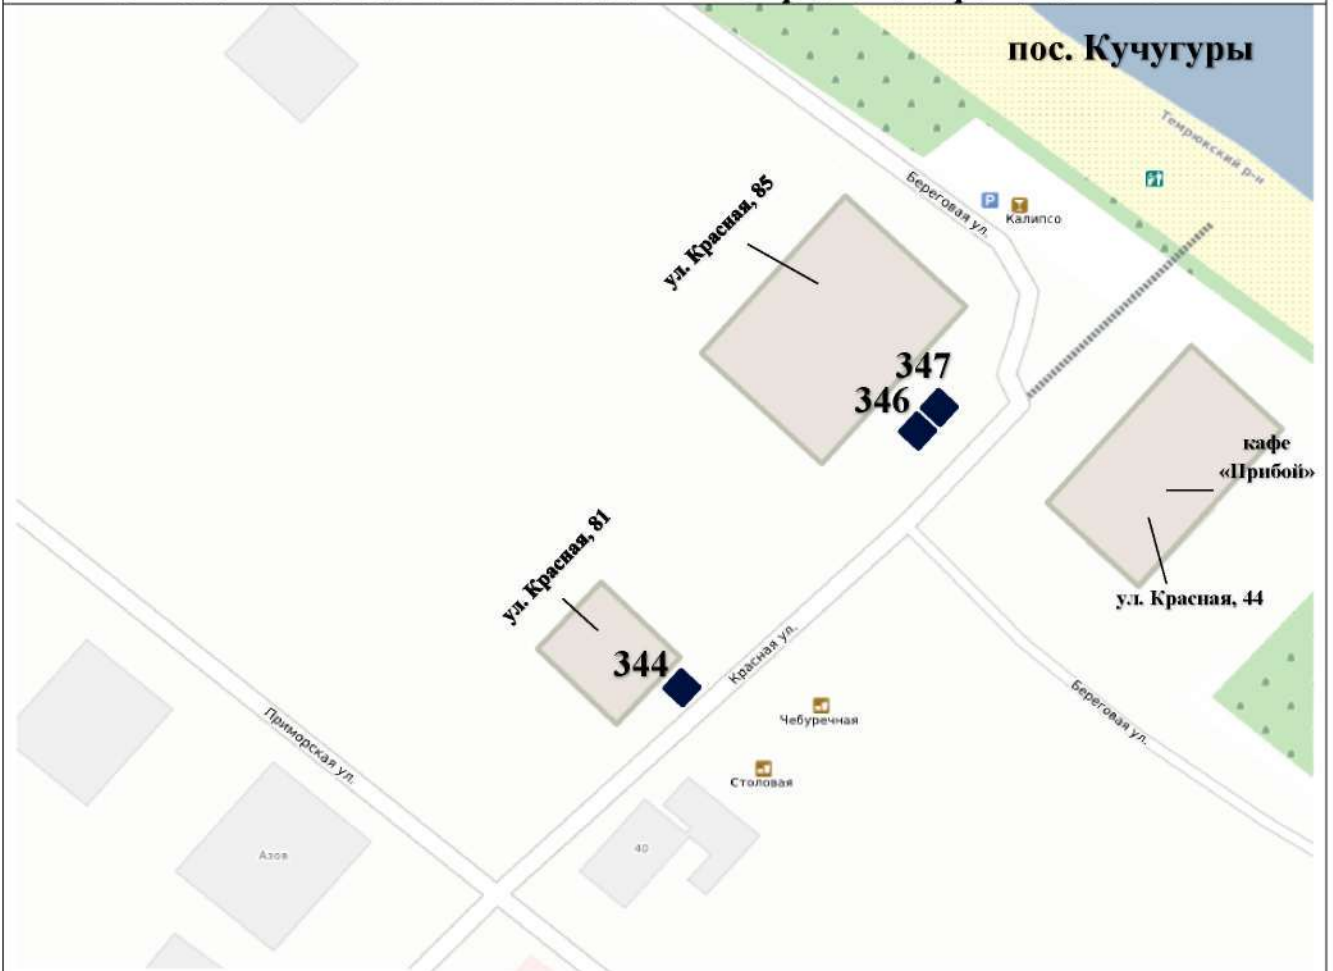 пос. Кучугуры
Темрюкский р-н
Береговая ул.
P
Калипсо
ул. Красная, 85
347
346
кафе
«Прибой»
ул. Красная, 44
ул. Красная, 81
344
Красная ул.
Чебуречная
Береговая ул.
Приморская ул.
Столовая
40
Азов